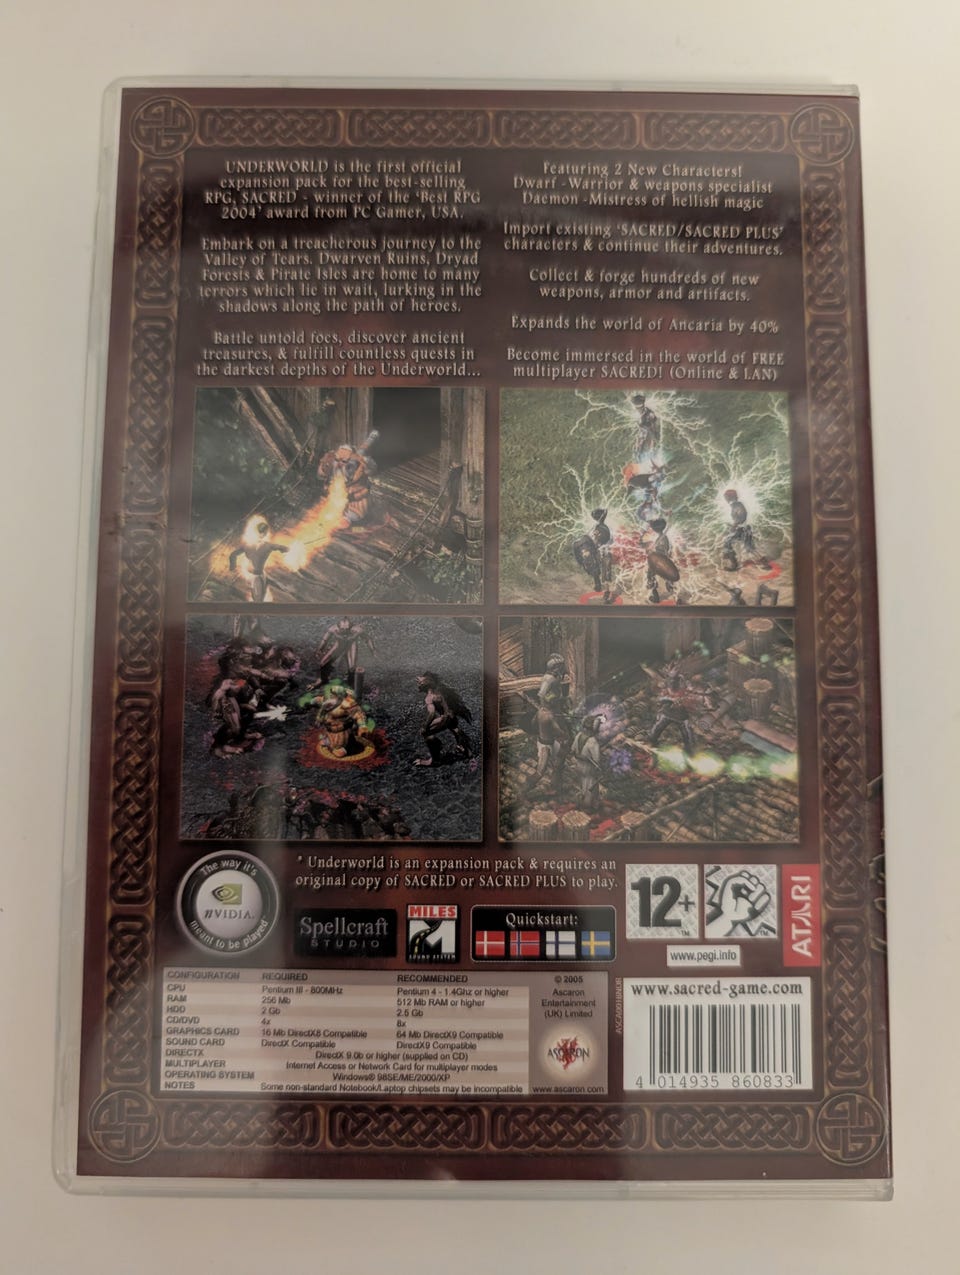 UNDERWORLD is the first official
expansion pack for the best-selling
RPG, SACRED - winner of the 'Best RPG
2004' award from PC Gamer, USA.
Embark on a treacherous journey to the
Valley of Tears. Dwarven Ruins, Dryad
Forests & Pirate Isles are home to many
terrors which lie in wait, lurking in the
shadows along the path of heroes.
Battle untold foes, discover ancient
treasures, & fulfill countless quests in
the darkest depths of the Underworld...
Featuring 2 New Characters!
Dwarf -Warrior & weapons specialist
Daemon -Mistress of hellish magic
Import existing 'SACRED/SACRED PLUS'
characters & continue their adventures.
Collect & forge hundreds of new
weapons, armor and artifacts.
Expands the world of Ancaria by 40%
Become immersed in the world of FREE
multiplayer SACRED! (Online & LAN)
The way it's
nVIDIA.
meant to be played
* Underworld is an expansion pack & requires an
original copy of SACRED or SACRED PLUS to play.
Spellcraft
STUDIO
MILES
SOUND SYSTEM
Quickstart:
12+
TM
TM
www.pegi.info
ATARI
CONFIGURATION REQUIRED RECOMMENDED
CPU Pentium III - 800MHz Pentium 4 - 1.4Ghz or higher
RAM 256 Mb 512 Mb RAM or higher
HDD 2 Gb 2.5 Gb
CD/DVD 4x 8x
GRAPHICS CARD 16 Mb DirectX8 Compatible 64 Mb DirectX9 Compatible
SOUND CARD DirectX Compatible DirectX9 Compatible
DIRECTX DirectX 9.0b or higher (supplied on CD)
MULTIPLAYER Internet Access or Network Card for multiplayer modes
OPERATING SYSTEM Windows® 98SE/ME/2000/XP
NOTES Some non-standard Notebook/Laptop chipsets may be incompatible
© 2005
Ascaron
Entertainment
(UK) Limited
ASCARON
www.ascaron.com
www.sacred-game.com
4 014935 860833